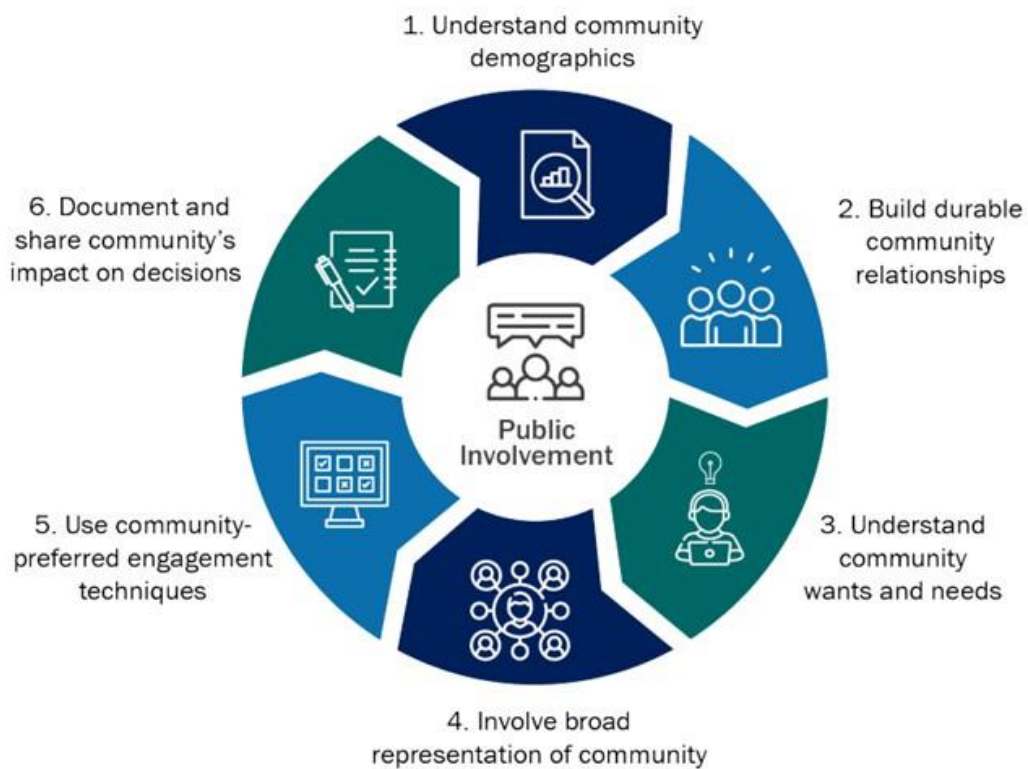 1. Understand community
demographics
2. Build durable
community
relationships
3. Understand
community
wants and needs
4. Involve broad
representation of community
5. Use community-
preferred engagement
techniques
6. Document and
share community’s
impact on decisions
Public
Involvement